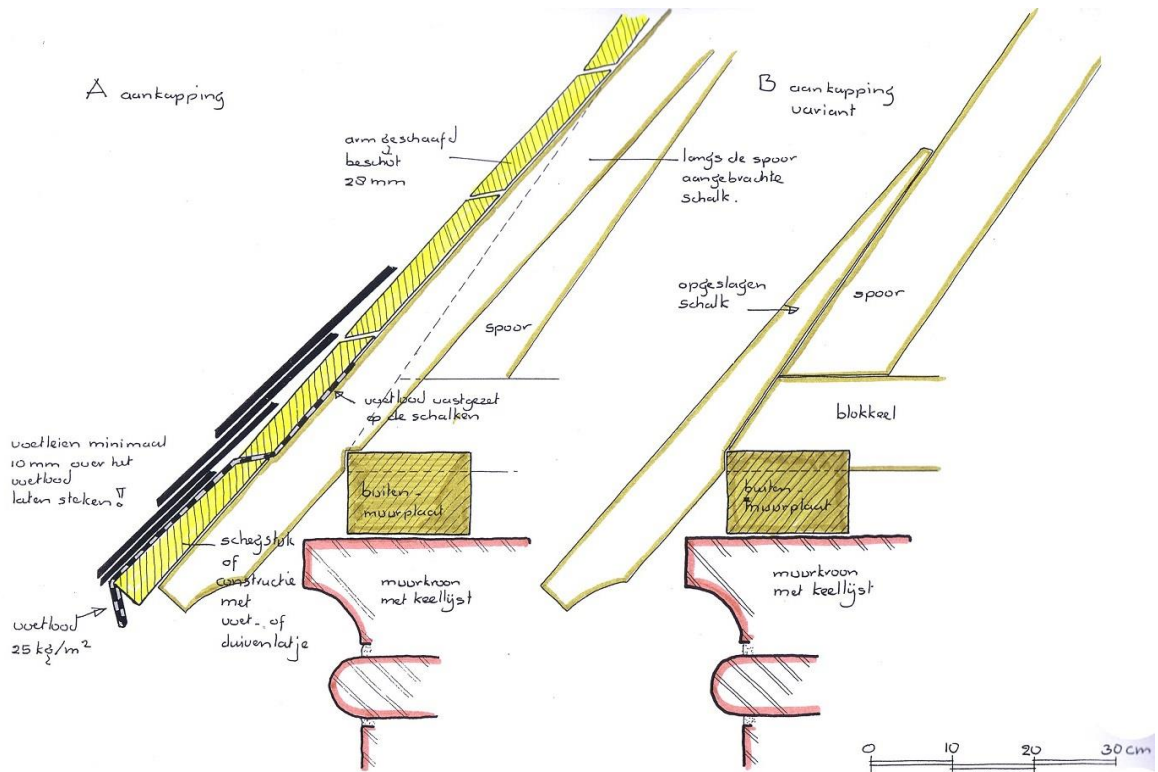 A aankapping
arm geschaafd
beschot
28 mm
langs de spoor
aangebrachte
schalk.
B aankapping
variant
spoor
opgeslagen
schalk
spoor
voetlood vastgezet
op de schalken
blokkeel
voetleien minimaal
10 mm over het
voetlood
laten steken!
buiten-
muurplaat
buiten-
muurplaat
schegstuk
of
constructie
met
voet- of
duivenlatje
muurkroon
met keellijst
muurkroon
met keellijst
voetlood
25 kg/m²
0 10 20 30 cm